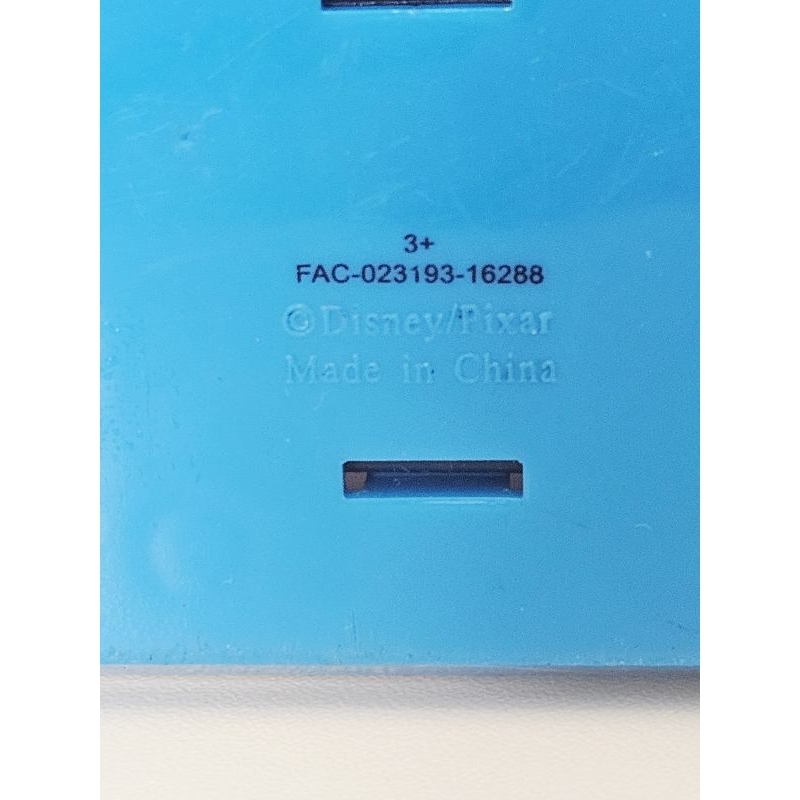 3+
FAC-023193-16288
©Disney/Pixar
Made in China